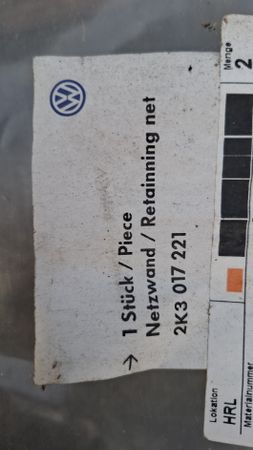 → 1 Stück / Piece
Netzwand / Retainning net
2K3 017 221
Menge
2
Lokation
HRL
Materialnummer